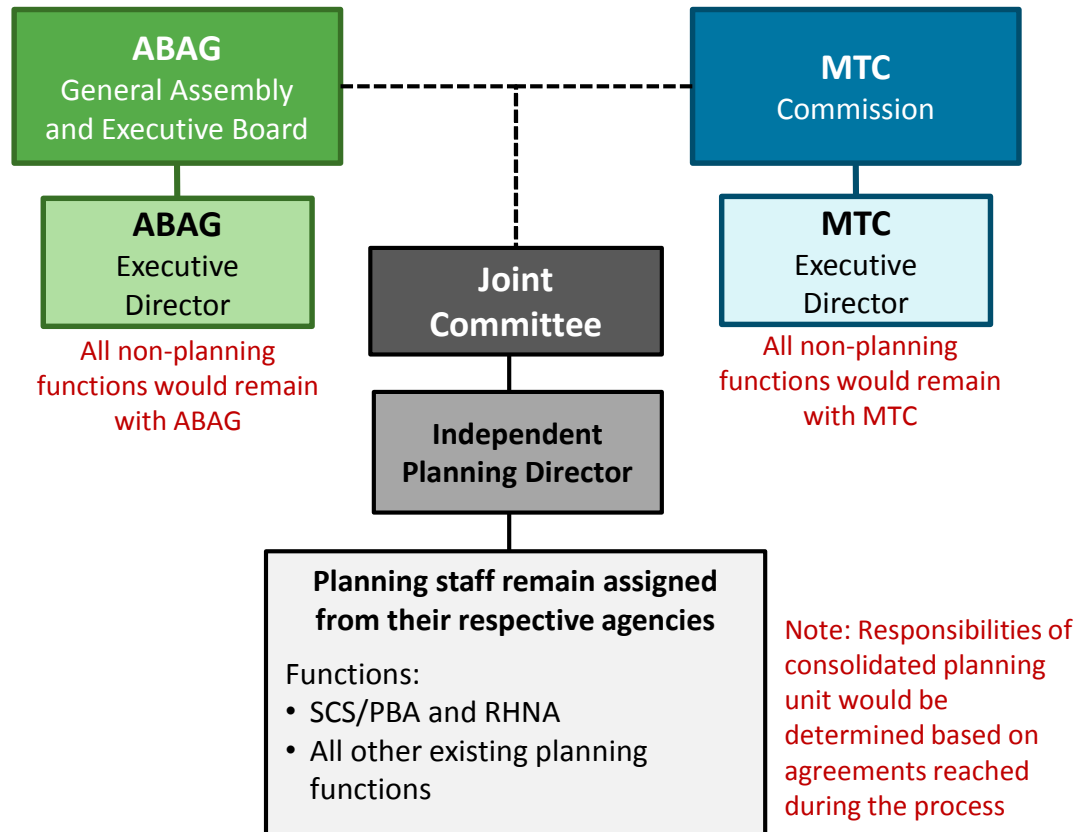 ABAG
General Assembly
and Executive Board
MTC
Commission
ABAG
Executive
Director
MTC
Executive
Director
Joint
Committee
All non-planning
functions would remain
with ABAG
All non-planning
functions would remain
with MTC
Independent
Planning Director
Planning staff remain assigned
from their respective agencies
Functions:
• SCS/PBA and RHNA
• All other existing planning
functions
Note: Responsibilities of
consolidated planning
unit would be
determined based on
agreements reached
during the process